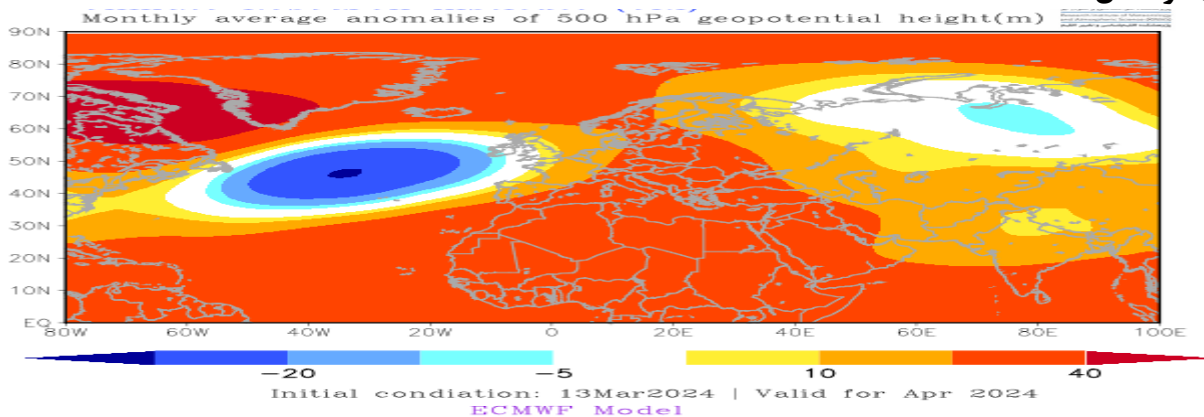 Monthly average anomalies of 500 hPa geopotential height(m)
90N
80N
70N
60N
50N
40N
30N
20N
10N
EQ
80W 60W 40W 20W 0 20E 40E 60E 80E 100E
-20 -5 10 40
Initial condiation: 13Mar2024 | Valid for Apr 2024
ECMWF Model